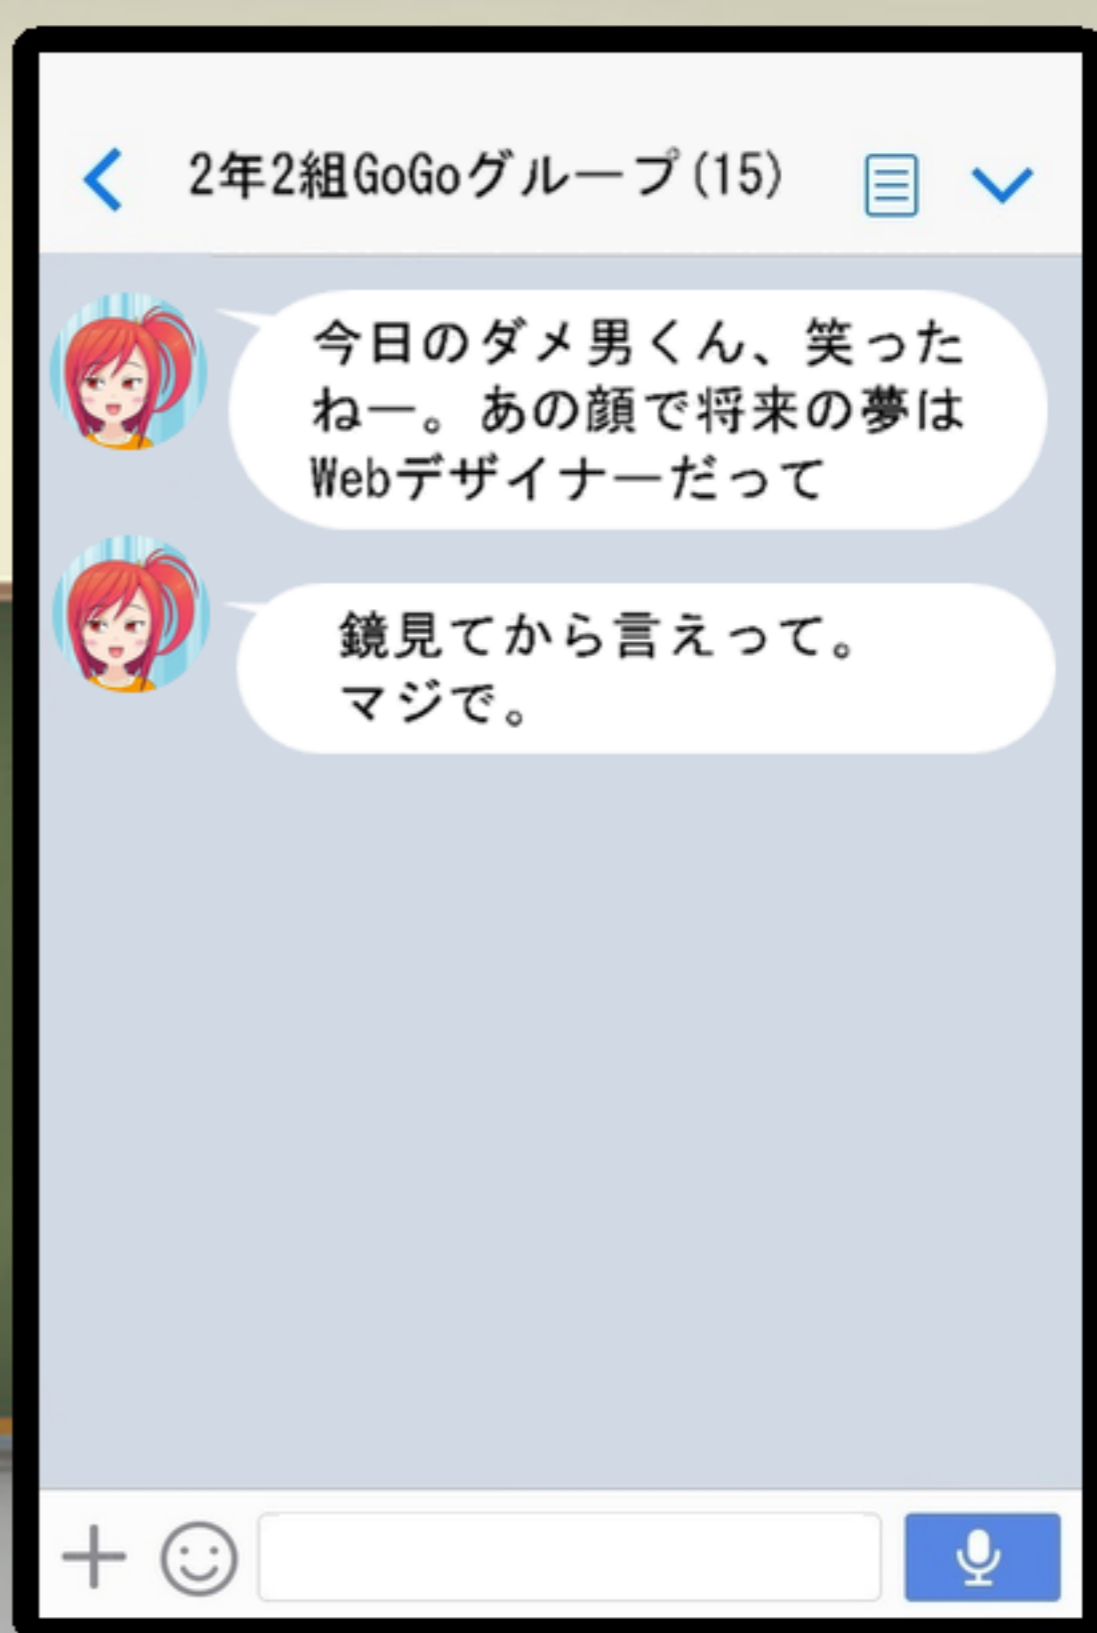 2年2組GoGoグループ(15)
今日のダメ男くん、笑った
ねー。あの顔で将来の夢は
Webデザイナーだって
鏡見てから言えって。
マジで。